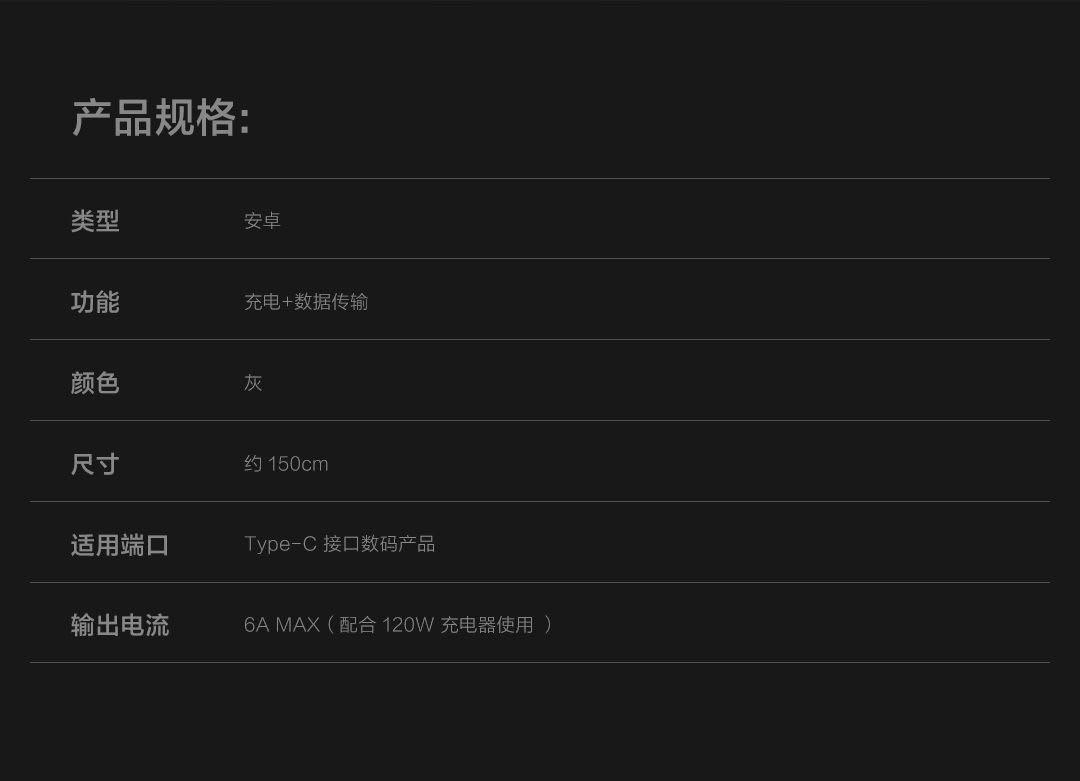 产品规格:
类型 安卓
功能 充电+数据传输
颜色 灰
尺寸 约 150cm
适用端口 Type-C 接口数码产品
输出电流 6A MAX（配合 120W 充电器使用 ）